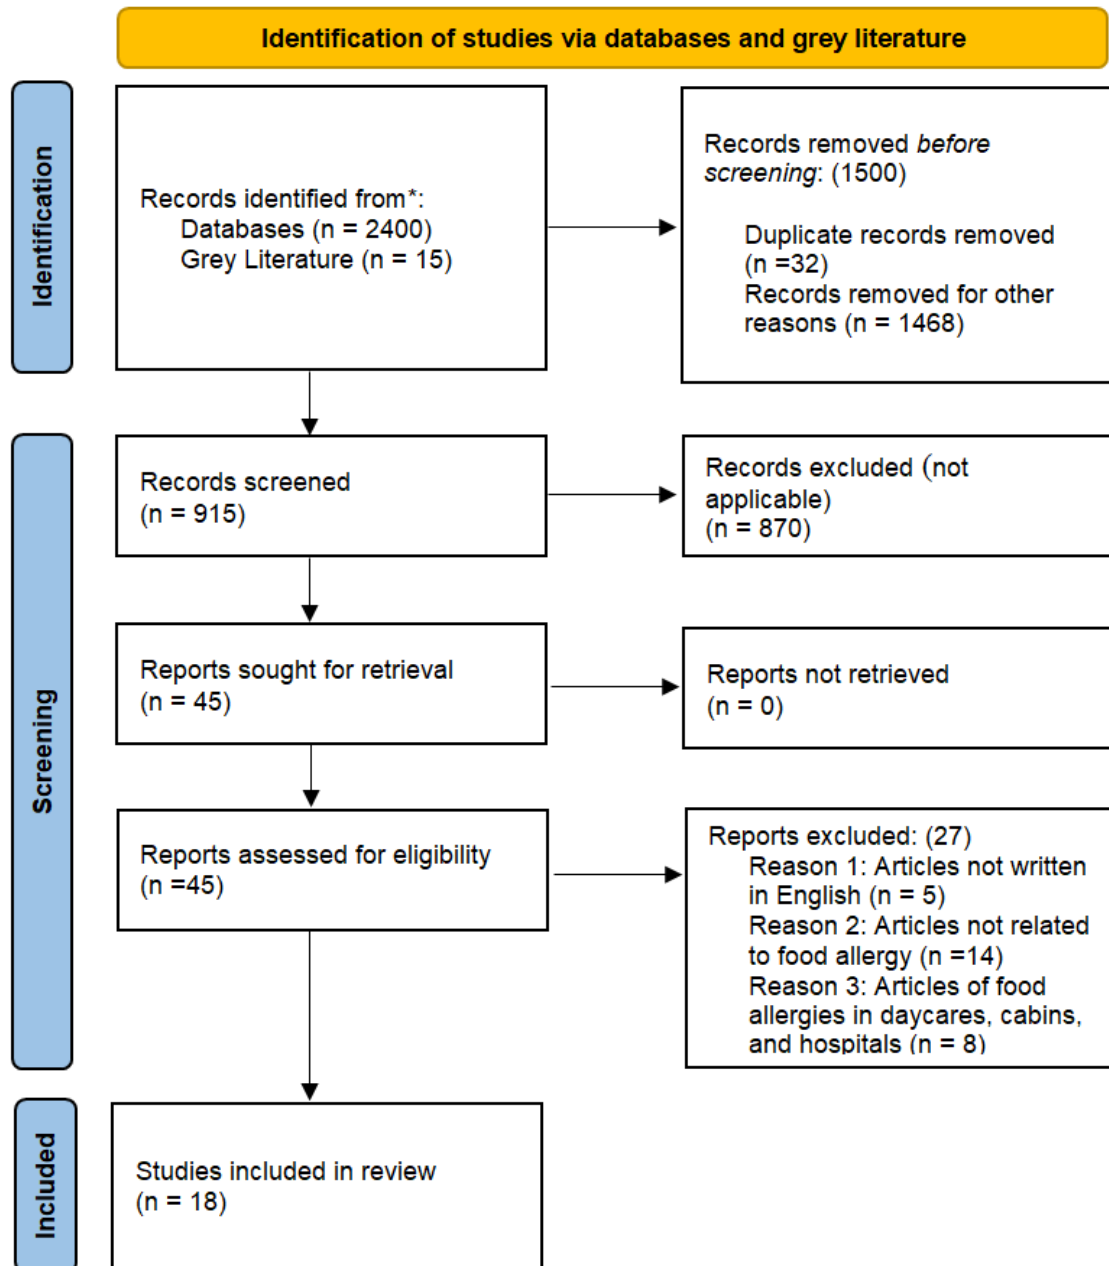 Identification of studies via databases and grey literature
Identification
Records identified from*:
Databases (n = 2400)
Grey Literature (n = 15)
Records removed before
screening: (1500)
Duplicate records removed
(n =32)
Records removed for other
reasons (n = 1468)
Screening
Records screened
(n = 915)
Records excluded (not
applicable)
(n = 870)
Reports sought for retrieval
(n = 45)
Reports not retrieved
(n = 0)
Reports assessed for eligibility
(n =45)
Reports excluded: (27)
Reason 1: Articles not written
in English (n = 5)
Reason 2: Articles not related
to food allergy (n =14)
Reason 3: Articles of food
allergies in daycares, cabins,
and hospitals (n = 8)
Included
Studies included in review
(n = 18)